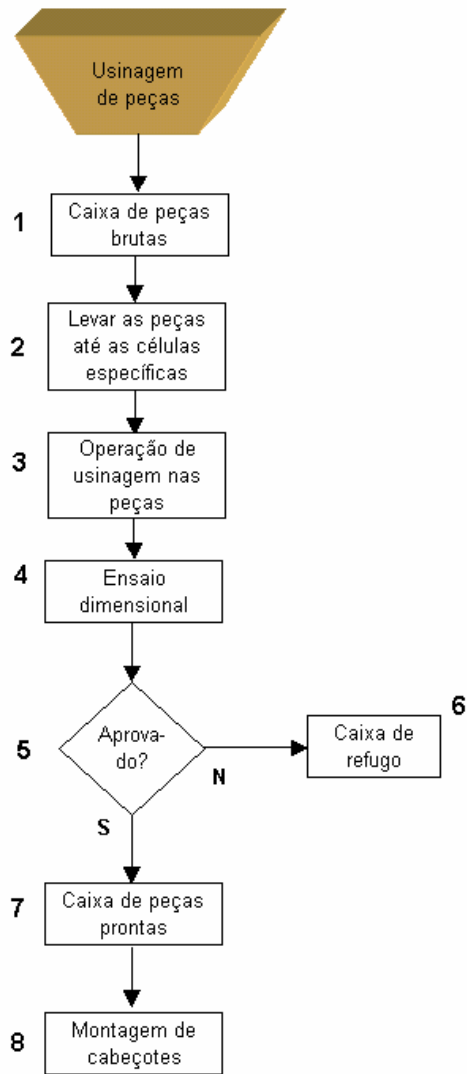 Usinagem
de peças
1
Caixa de peças
brutas
2
Levar as peças
até as células
específicas
3
Operação de
usinagem nas
peças
4
Ensaio
dimensional
5
Aprova-
do?
N
6
Caixa de
refugo
S
7
Caixa de peças
prontas
8
Montagem de
cabeçotes